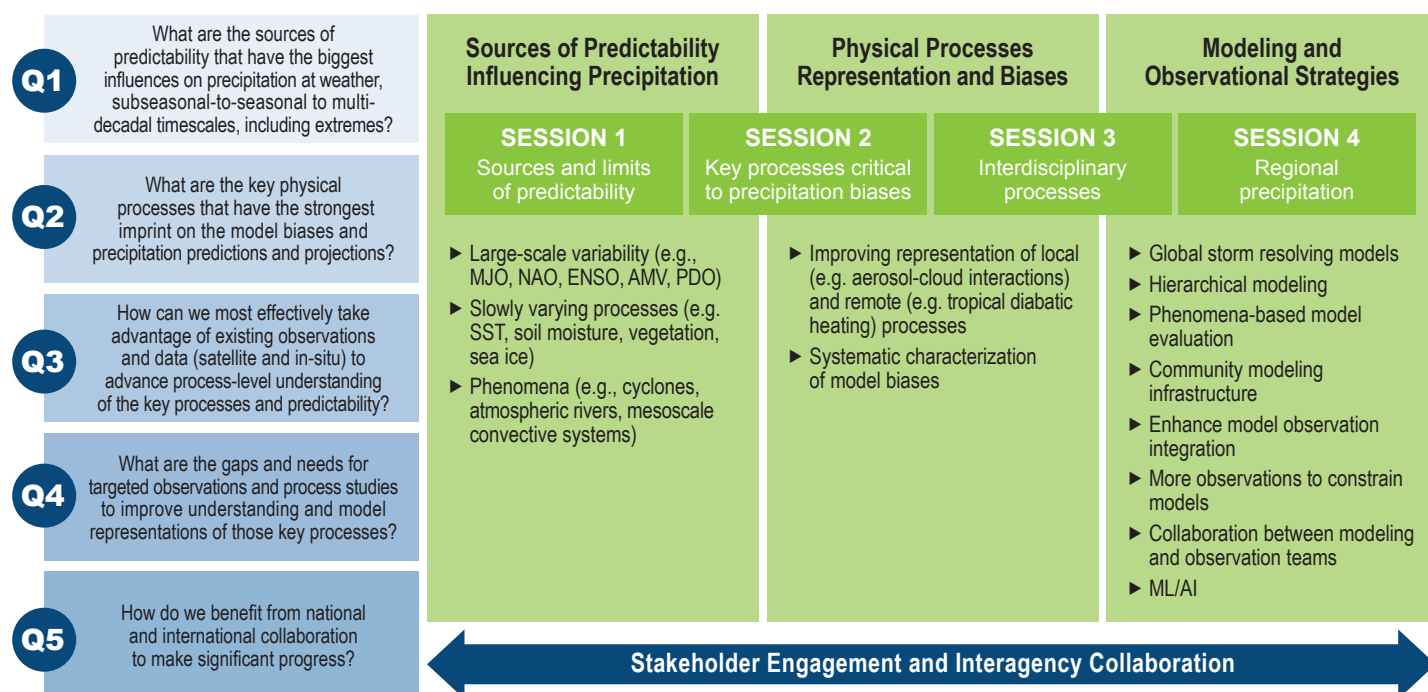 Q1
What are the sources of
predictability that have the biggest
influences on precipitation at weather,
subseasonal-to-seasonal to multi-
decadal timescales, including extremes?
Q2
What are the key physical
processes that have the strongest
imprint on the model biases and
precipitation predictions and projections?
Q3
How can we most effectively take
advantage of existing observations
and data (satellite and in-situ) to
advance process-level understanding
of the key processes and predictability?
Q4
What are the gaps and needs for
targeted observations and process studies
to improve understanding and model
representations of those key processes?
Q5
How do we benefit from national
and international collaboration
to make significant progress?
Sources of Predictability
Influencing Precipitation
Physical Processes
Representation and Biases
Modeling and
Observational Strategies
SESSION 1
Sources and limits
of predictability
SESSION 2
Key processes critical
to precipitation biases
SESSION 3
Interdisciplinary
processes
SESSION 4
Regional
precipitation
▶ Large-scale variability (e.g.,
MJO, NAO, ENSO, AMV, PDO)
▶ Slowly varying processes (e.g.
SST, soil moisture, vegetation,
sea ice)
▶ Phenomena (e.g., cyclones,
atmospheric rivers, mesoscale
convective systems)
▶ Improving representation of local
(e.g. aerosol-cloud interactions)
and remote (e.g. tropical diabatic
heating) processes
▶ Systematic characterization
of model biases
▶ Global storm resolving models
▶ Hierarchical modeling
▶ Phenomena-based model
evaluation
▶ Community modeling
infrastructure
▶ Enhance model observation
integration
▶ More observations to constrain
models
▶ Collaboration between modeling
and observation teams
▶ ML/AI
Stakeholder Engagement and Interagency Collaboration